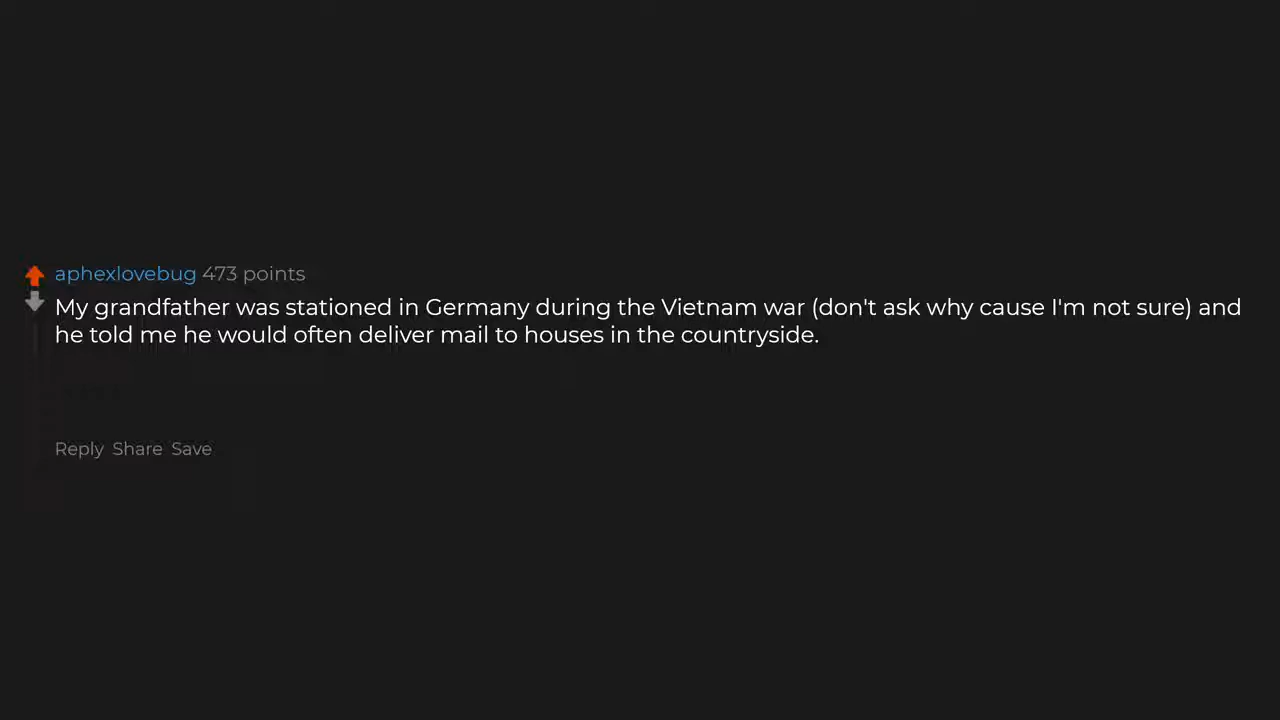 aphexlovebug 473 points
My grandfather was stationed in Germany during the Vietnam war (don't ask why cause I'm not sure) and
he told me he would often deliver mail to houses in the countryside.
Reply Share Save